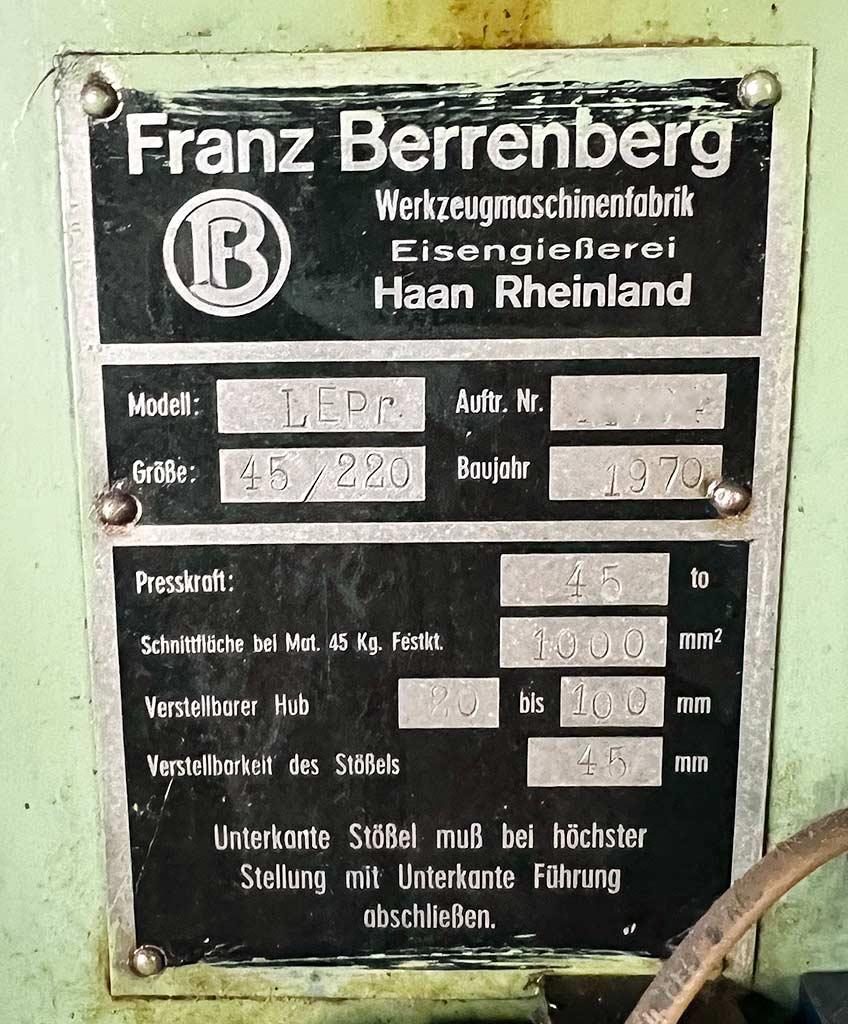 Franz Berrenberg
FB
Werkzeugmaschinenfabrik
Eisengießerei
Haan Rheinland
Modell: LEPr. Auftr. Nr.
Größe: 45/220 Baujahr 1970
Presskraft: 45 to
Schnittfläche bei Mat. 45 Kg. Festkt. 1000 mm²
Verstellbarer Hub 20 bis 100 mm
Verstellbarkeit des Stößels 45 mm
Unterkante Stößel muß bei höchster
Stellung mit Unterkante Führung
abschließen.